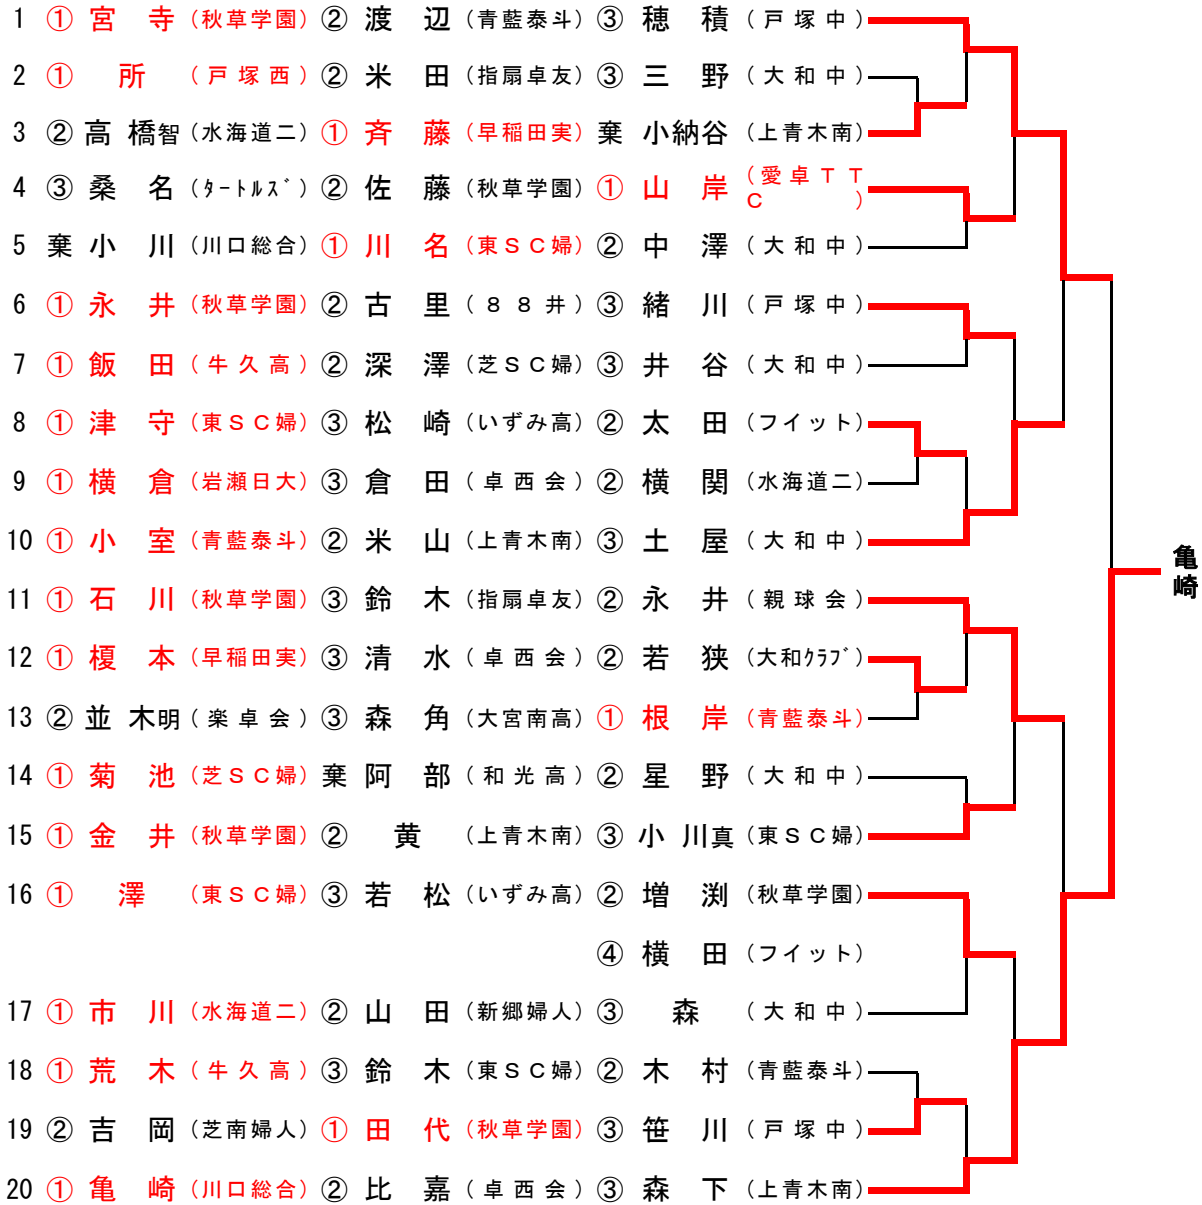 1 ① 宮 寺 (秋草学園) ② 渡 辺 (青藍泰斗) ③ 穂 積 (戸塚中)
2 ① 所 (戸塚西) ② 米 田 (指扇卓友) ③ 三 野 (大和中)
3 ② 高 橋智 (水海道二) ① 斉 藤 (早稲田実) 棄 小納谷 (上青木南)
4 ③ 桑 名 (ﾀｰﾄﾙｽﾞ) ② 佐 藤 (秋草学園) ① 山 岸 (愛卓ＴＴ
Ｃ)
5 棄 小 川 (川口総合) ① 川 名 (東ＳＣ婦) ② 中 澤 (大和中)
6 ① 永 井 (秋草学園) ② 古 里 (８８井) ③ 緒 川 (戸塚中)
7 ① 飯 田 (牛久高) ② 深 澤 (芝ＳＣ婦) ③ 井 谷 (大和中)
8 ① 津 守 (東ＳＣ婦) ③ 松 崎 (いずみ高) ② 太 田 (フイット)
9 ① 横 倉 (岩瀬日大) ③ 倉 田 (卓西会) ② 横 関 (水海道二)
10 ① 小 室 (青藍泰斗) ② 米 山 (上青木南) ③ 土 屋 (大和中)
亀崎
11 ① 石 川 (秋草学園) ③ 鈴 木 (指扇卓友) ② 永 井 (親球会)
12 ① 榎 本 (早稲田実) ③ 清 水 (卓西会) ② 若 狭 (大和ｸﾗﾌﾞ)
13 ② 並 木明 (楽卓会) ③ 森 角 (大宮南高) ① 根 岸 (青藍泰斗)
14 ① 菊 池 (芝ＳＣ婦) 棄 阿 部 (和光高) ② 星 野 (大和中)
15 ① 金 井 (秋草学園) ② 黄 (上青木南) ③ 小 川真 (東ＳＣ婦)
16 ① 澤 (東ＳＣ婦) ③ 若 松 (いずみ高) ② 増 渕 (秋草学園)
④ 横 田 (フイット)
17 ① 市 川 (水海道二) ② 山 田 (新郷婦人) ③ 森 (大和中)
18 ① 荒 木 (牛久高) ③ 鈴 木 (東ＳＣ婦) ② 木 村 (青藍泰斗)
19 ② 吉 岡 (芝南婦人) ① 田 代 (秋草学園) ③ 笹 川 (戸塚中)
20 ① 亀 崎 (川口総合) ② 比 嘉 (卓西会) ③ 森 下 (上青木南)